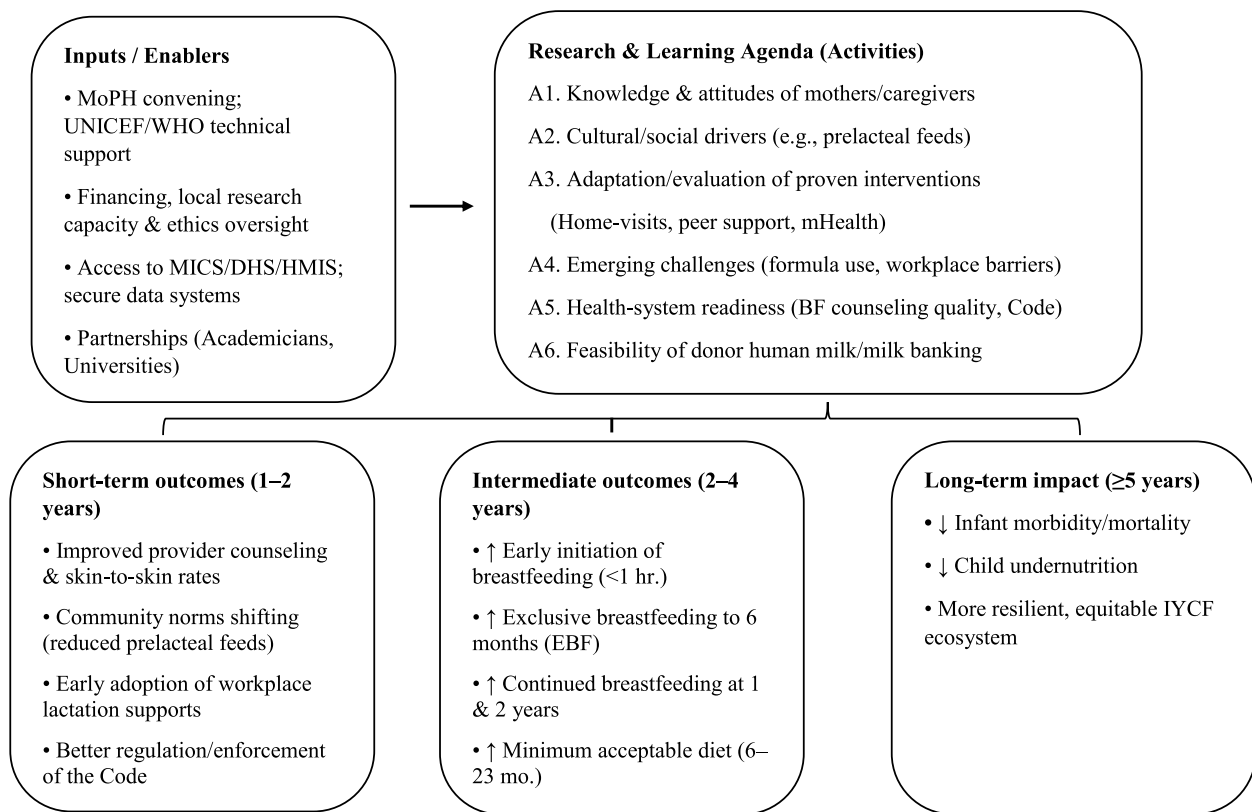 Inputs / Enablers
• MoPH convening;
UNICEF/WHO technical
support
• Financing, local research
capacity & ethics oversight
• Access to MICS/DHS/HMIS;
secure data systems
• Partnerships (Academicians,
Universities)
Research & Learning Agenda (Activities)
A1. Knowledge & attitudes of mothers/caregivers
A2. Cultural/social drivers (e.g., prelacteal feeds)
A3. Adaptation/evaluation of proven interventions
(Home-visits, peer support, mHealth)
A4. Emerging challenges (formula use, workplace barriers)
A5. Health-system readiness (BF counseling quality, Code)
A6. Feasibility of donor human milk/milk banking
Short-term outcomes (1–2
years)
• Improved provider counseling
& skin-to-skin rates
• Community norms shifting
(reduced prelacteal feeds)
• Early adoption of workplace
lactation supports
• Better regulation/enforcement
of the Code
Intermediate outcomes (2–4
years)
• ↑ Early initiation of
breastfeeding (<1 hr.)
• ↑ Exclusive breastfeeding to 6
months (EBF)
• ↑ Continued breastfeeding at 1
& 2 years
• ↑ Minimum acceptable diet (6–
23 mo.)
Long-term impact (≥5 years)
• ↓ Infant morbidity/mortality
• ↓ Child undernutrition
• More resilient, equitable IYCF
ecosystem